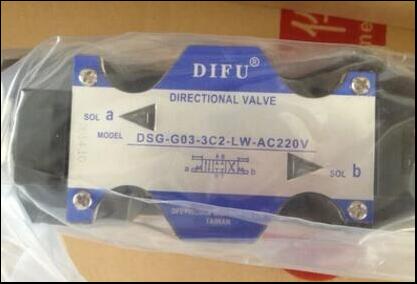 DIFU®
DIRECTIONAL VALVE
SOL a
MODEL DSG-G03-3C2-LW-AC220V
A B
a b
SOL b
TAIWAN